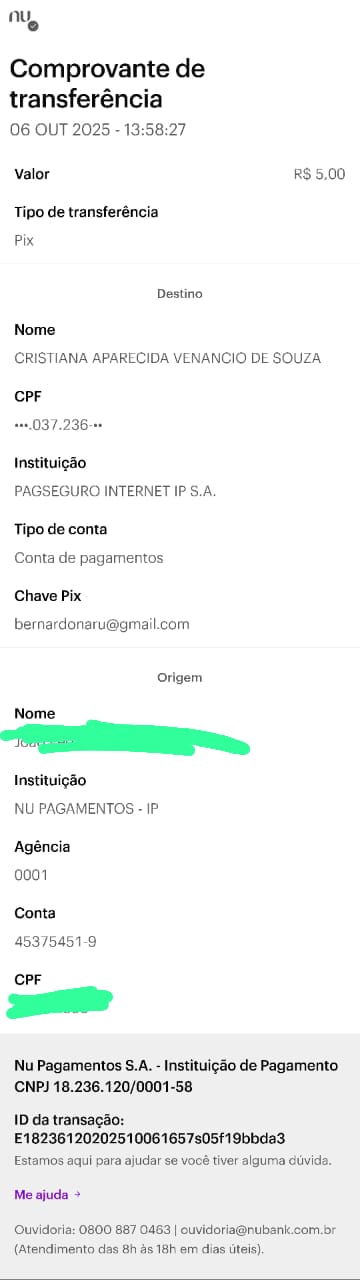 nu
Comprovante de
transferência
06 OUT 2025 - 13:58:27
Valor R$ 5,00
Tipo de transferência
Pix
Destino
Nome
CRISTIANA APARECIDA VENANCIO DE SOUZA
CPF
•••.037.236-••
Instituição
PAGSEGURO INTERNET IP S.A.
Tipo de conta
Conta de pagamentos
Chave Pix
bernardonaru@gmail.com
Origem
Nome
Instituição
NU PAGAMENTOS - IP
Agência
0001
Conta
45375451-9
CPF
Nu Pagamentos S.A. - Instituição de Pagamento
CNPJ 18.236.120/0001-58
ID da transação:
E18236120202510061657s05f19bbda3
Estamos aqui para ajudar se você tiver alguma dúvida.
Me ajuda
Ouvidoria: 0800 887 0463 | ouvidoria@nubank.com.br
(Atendimento das 8h às 18h em dias úteis).